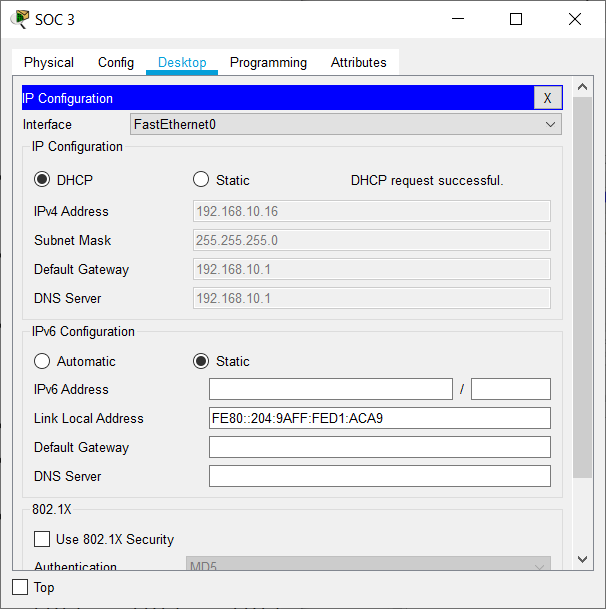 SOC 3
Physical Config Desktop Programming Attributes
IP Configuration X
Interface FastEthernet0
IP Configuration
DHCP Static DHCP request successful.
IPv4 Address 192.168.10.16
Subnet Mask 255.255.255.0
Default Gateway 192.168.10.1
DNS Server 192.168.10.1
IPv6 Configuration
Automatic Static
IPv6 Address /
Link Local Address FE80::204:9AFF:FED1:ACA9
Default Gateway
DNS Server
802.1X
Use 802.1X Security
Authentication MD5
Top